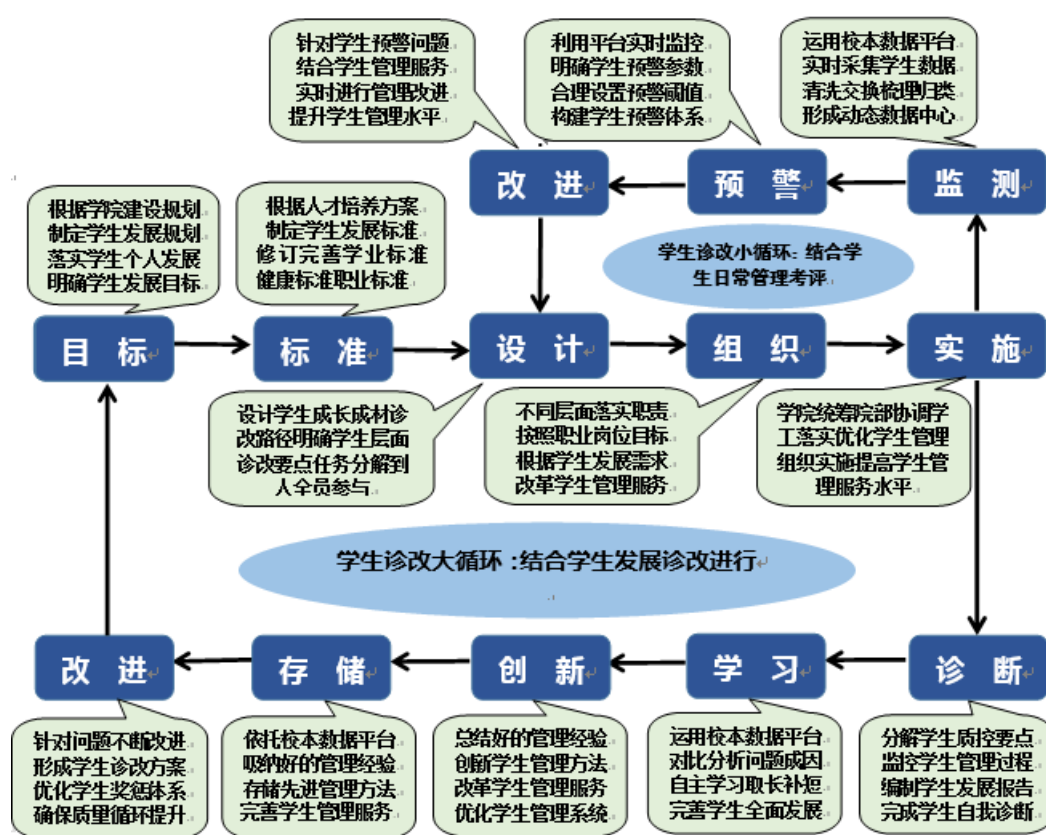 针对学生预警问题
结合学生管理服务
实时进行管理改进
提升学生管理水平
利用平台实时监控
明确学生预警参数
合理设置预警阈值
构建学生预警体系
运用校本数据平台
实时采集学生数据
清洗交换梳理归类
形成动态数据中心
改 进
预 警
监 测
根据学院建设规划
制定学生发展规划
落实学生个人发展
明确学生发展目标
根据人才培养方案
制定学生发展标准
修订完善学业标准
健康标准职业标准
学生诊改小循环：结合学
生日常管理考评
目 标
标 准
设 计
组 织
实 施
设计学生成长成材诊
改路径明确学生层面
诊改要点任务分解到
人全员参与
不同层面落实职责
按照职业岗位目标
根据学生发展需求
改革学生管理服务
学院统筹院部协调学
工落实优化学生管理
组织实施提高学生管
理服务水平
学生诊改大循环：结合学生发展诊改进行
改 进
存 储
创 新
学 习
诊 断
针对问题不断改进
形成学生诊改方案
优化学生奖惩体系
确保质量循环提升
依托校本数据平台
吸纳好的管理经验
存储先进管理方法
完善学生管理服务
总结好的管理经验
创新学生管理方法
改革学生管理服务
优化学生管理系统
运用校本数据平台
对比分析问题成因
自主学习取长补短
完善学生全面发展
分解学生质控要点
监控学生管理过程
编制学生发展报告
完成学生自我诊断